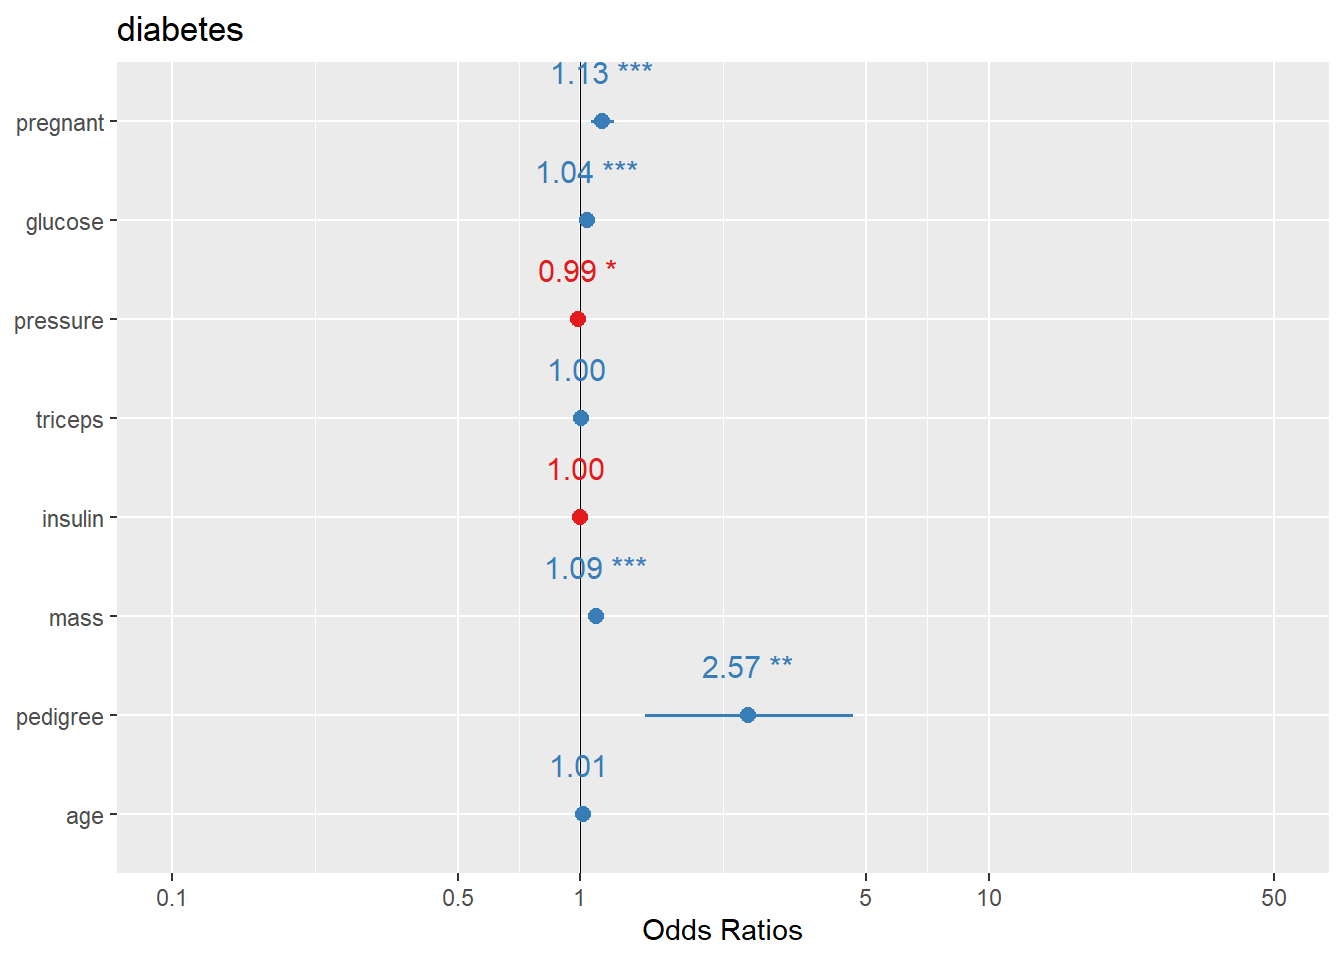 diabetes
1.13 ***
pregnant
1.04 ***
glucose
0.99 *
pressure
1.00
triceps
1.00
insulin
1.09 ***
mass
2.57 **
pedigree
1.01
age
0.1 0.5 1 5 10 50
Odds Ratios